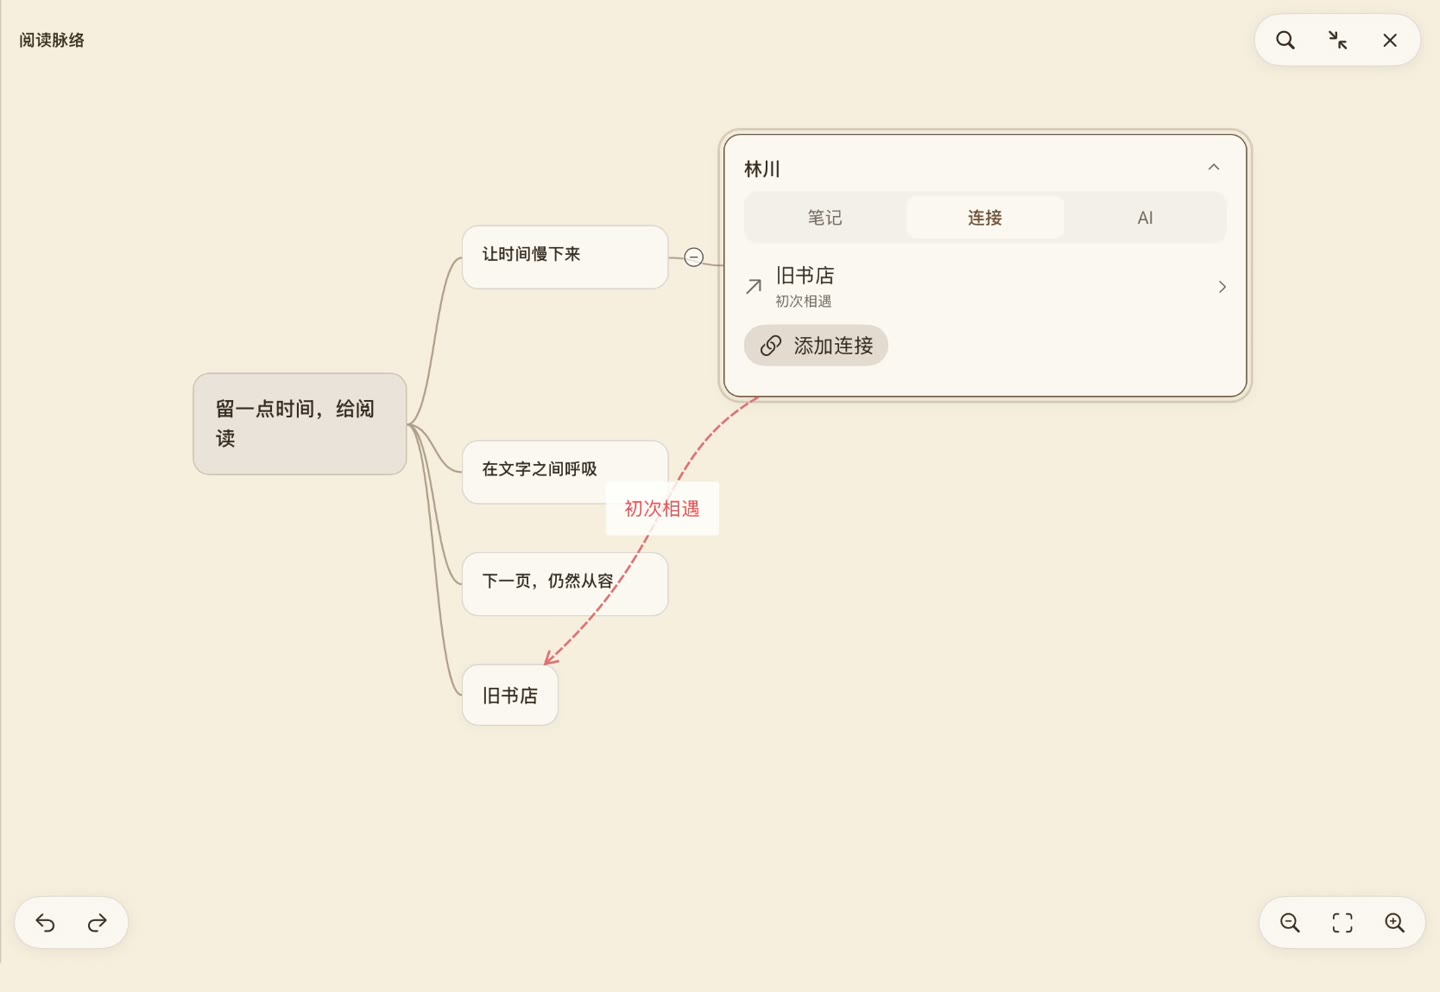 阅读脉络
林川
笔记
连接
AI
旧书店
初次相遇
添加连接
让时间慢下来
留一点时间，给阅
读
在文字之间呼吸
初次相遇
下一页，仍然从容
旧书店